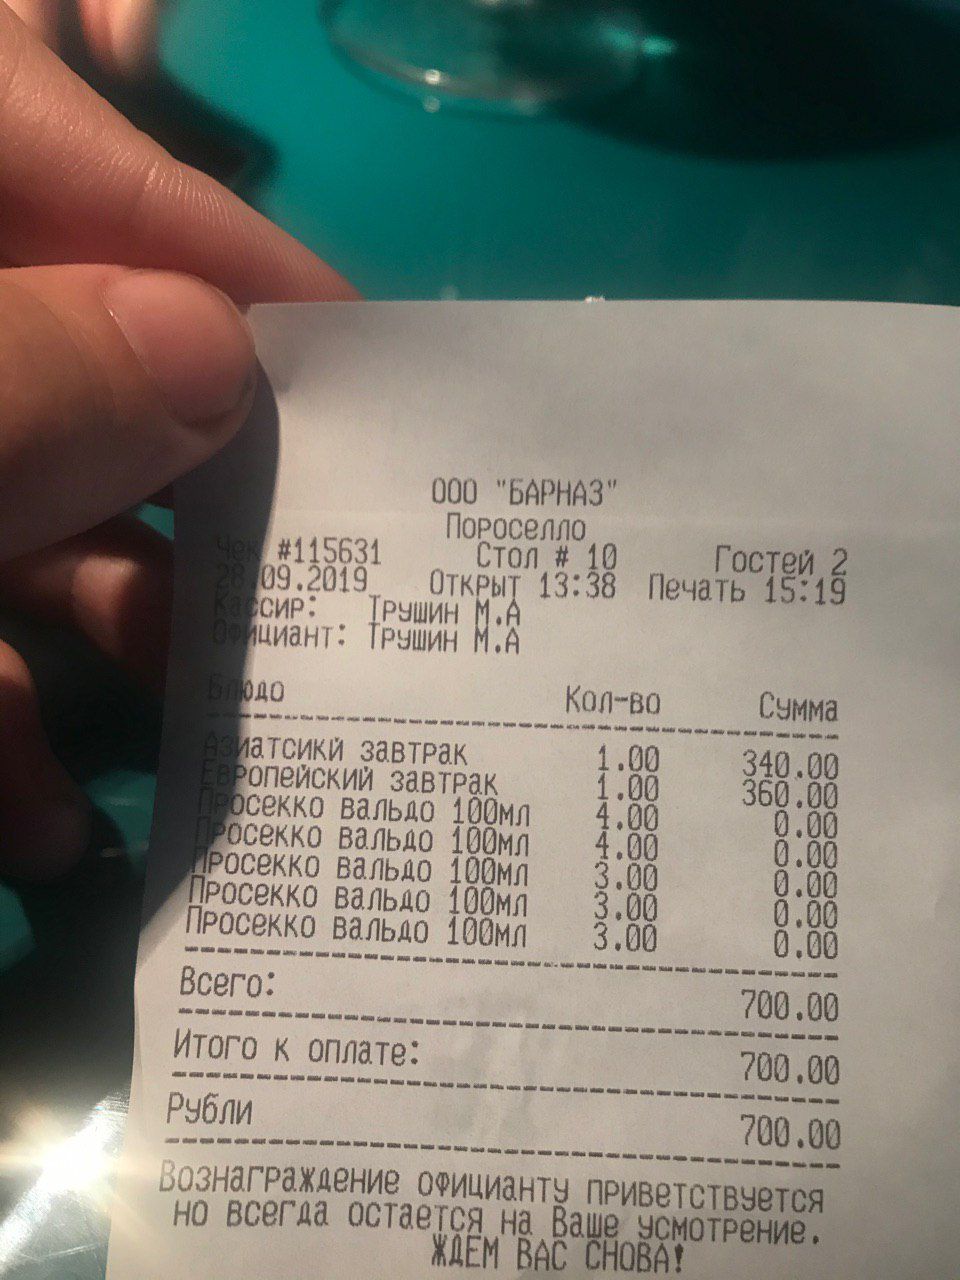 ООО "БАРНАЗ"
Пороселло
Чек #115631 Стол # 10 Гостей 2
28.09.2019 Открыт 13:38 Печать 15:19
Кассир: Трушин М.А
Официант: Трушин М.А
Блюдо Кол-во Сумма
Азиатсикй завтрак 1.00 340.00
Европейский завтрак 1.00 360.00
Просекко вальдо 100мл 4.00 0.00
Просекко вальдо 100мл 4.00 0.00
Просекко вальдо 100мл 3.00 0.00
Просекко вальдо 100мл 3.00 0.00
Просекко вальдо 100мл 3.00 0.00
Всего: 700.00
Итого к оплате: 700.00
Рубли 700.00
Вознаграждение официанту приветствуется
но всегда остается на Ваше усмотрение.
ЖДЕМ ВАС СНОВА!